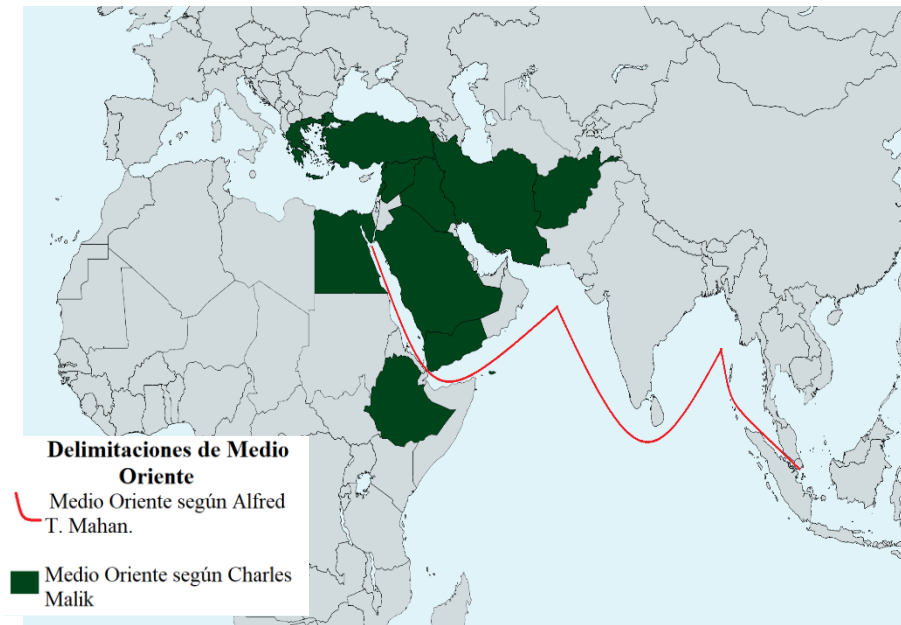 Delimitaciones de Medio
Oriente
Medio Oriente según Alfred
T. Mahan.
Medio Oriente según Charles
Malik